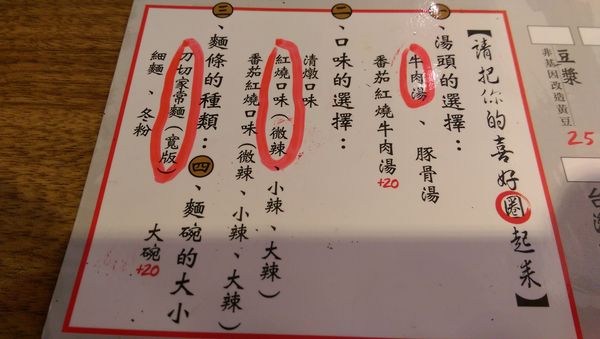 豆漿
非基因改造黃豆
25
台
【請把你的喜好圈起來】
一、湯頭的選擇：
牛肉湯、豚骨湯
番茄紅燒牛肉湯+20
二、口味的選擇：
清燉口味
紅燒口味（微辣、小辣、大辣）
番茄紅燒口味（微辣、小辣、大辣）
三、麵條的種類：
刀切家常麵（寬版）
細麵、冬粉
四、麵碗的大小
大碗+20